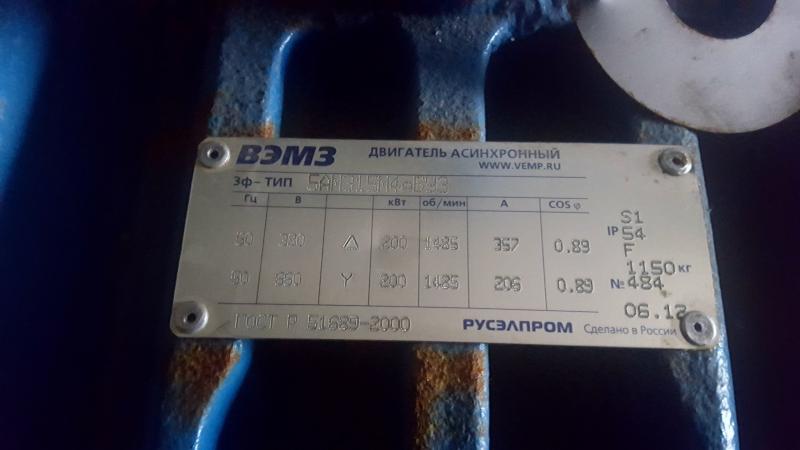 ВЭМЗ ДВИГАТЕЛЬ АСИНХРОННЫЙ
WWW.VEMP.RU
3ф~ ТИП
Гц В кВт об/мин А COS φ
50 380 △ 200 1485 357 0.89
50 660 Y 200 1485 206 0.89
S1
IP 54
F
1150 кг
№ 484
06.12
ГОСТ Р 51689-2000 РУСЭЛПРОМ Сделано в России